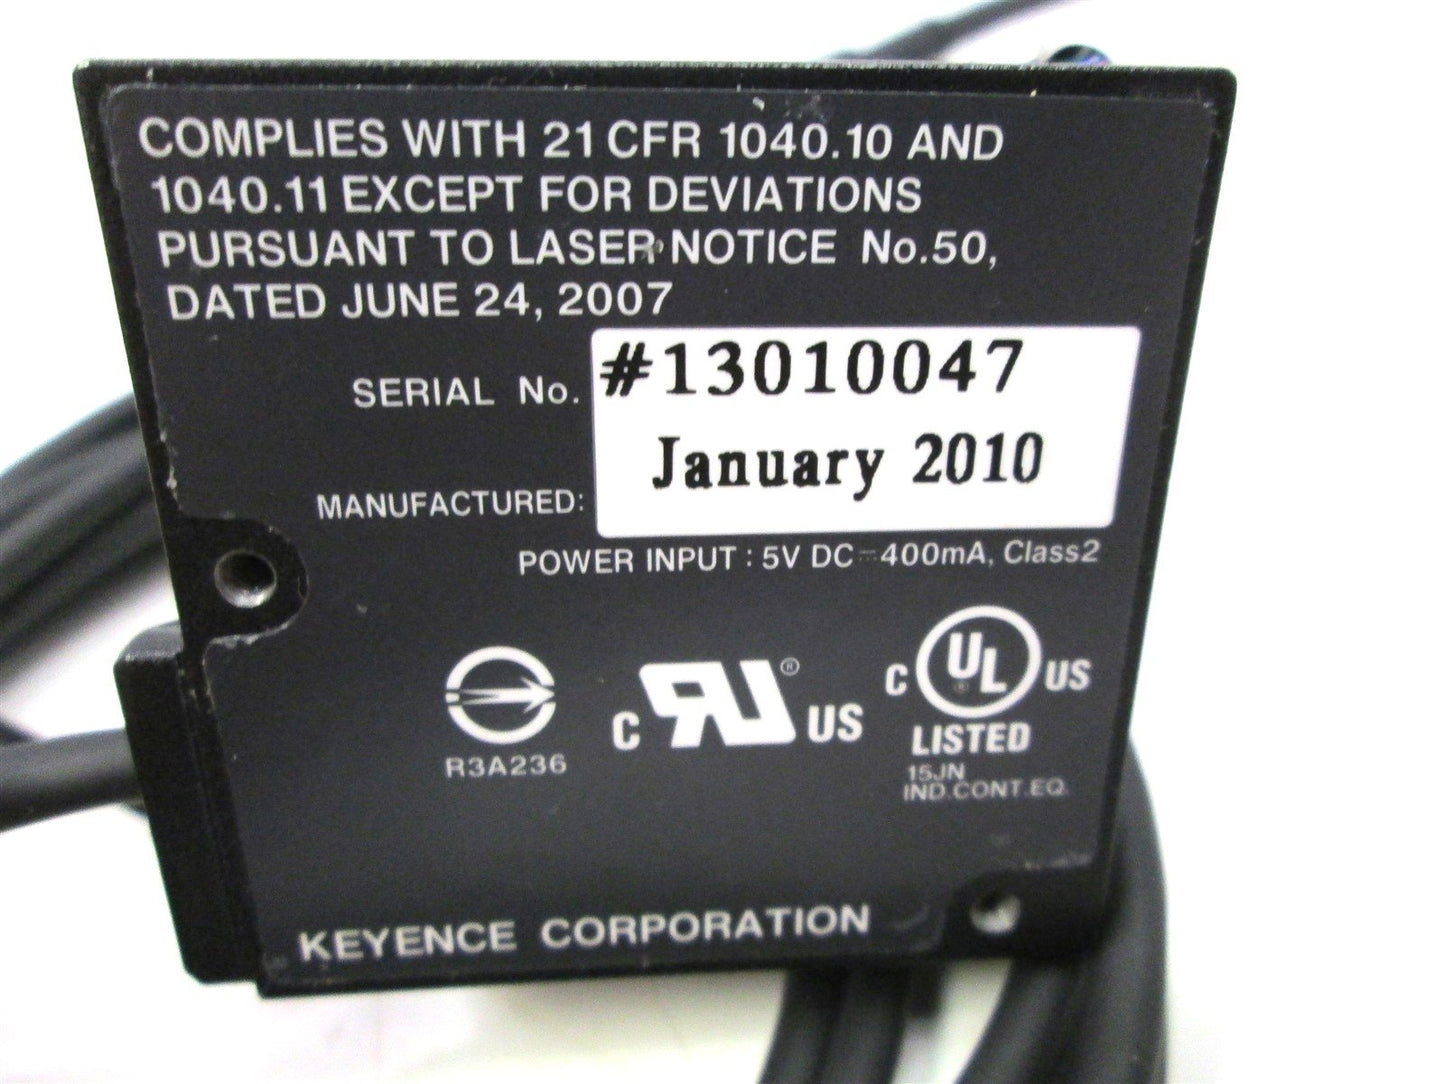 COMPLIES WITH 21 CFR 1040.10 AND
1040.11 EXCEPT FOR DEVIATIONS
PURSUANT TO LASER NOTICE No.50,
DATED JUNE 24, 2007
SERIAL No. #13010047
MANUFACTURED: January 2010
POWER INPUT : 5V DC⎓400mA, Class2
R3A236
C RU ® US
C UL ® US
LISTED
15JN
IND.CONT.EQ.
KEYENCE CORPORATION